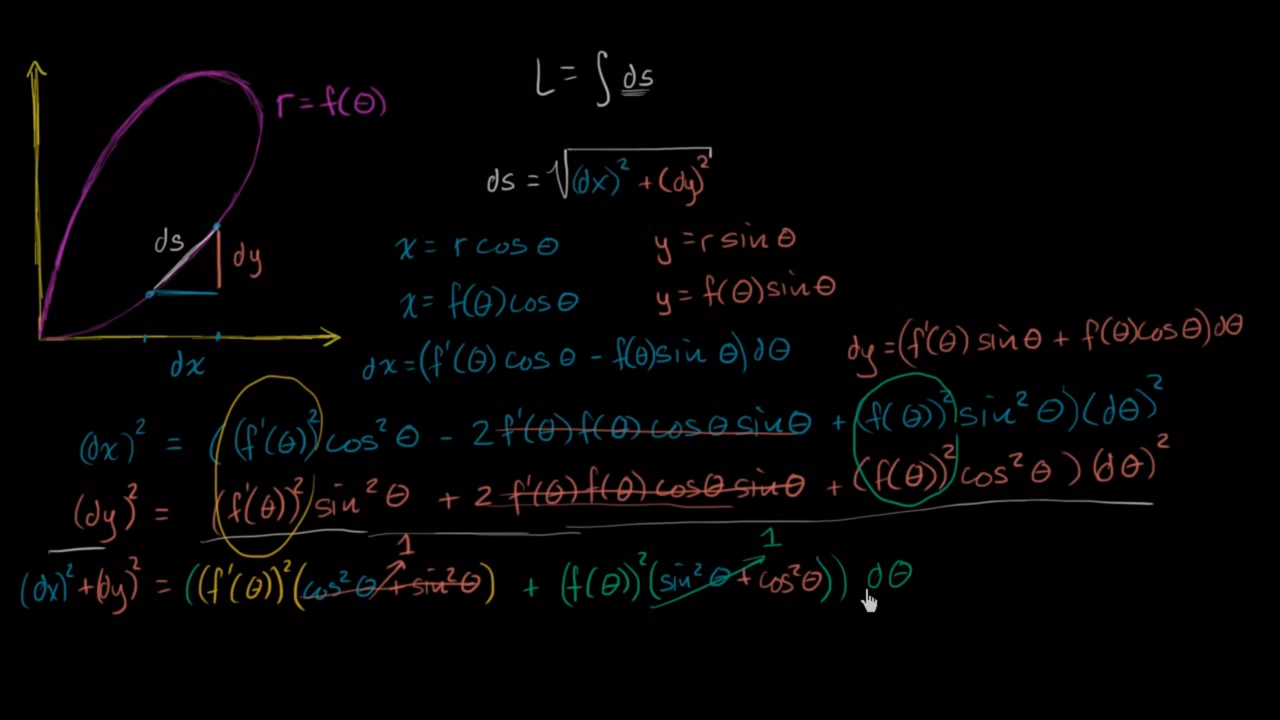 L = ∫ ds
r = f(θ)
ds = √((dx)² + (dy)²)
ds
dy
dx
x = r cos θ
y = r sin θ
x = f(θ)cos θ
y = f(θ)sin θ
dx = (f'(θ) cos θ - f(θ)sin θ)dθ
dy = (f'(θ) sin θ + f(θ)cos θ)dθ
(dx)² = ((f'(θ))² cos² θ - 2 f'(θ)f(θ) cos θ sin θ + (f(θ))² sin² θ)(dθ)²
(dy)² = (f'(θ))² sin² θ + 2 f'(θ)f(θ) cos θ sin θ + (f(θ))² cos² θ)(dθ)²
1
1
(dx)² + (dy)² = ((f'(θ))² (cos² θ + sin² θ) + (f(θ))² (sin² θ + cos² θ)) dθ